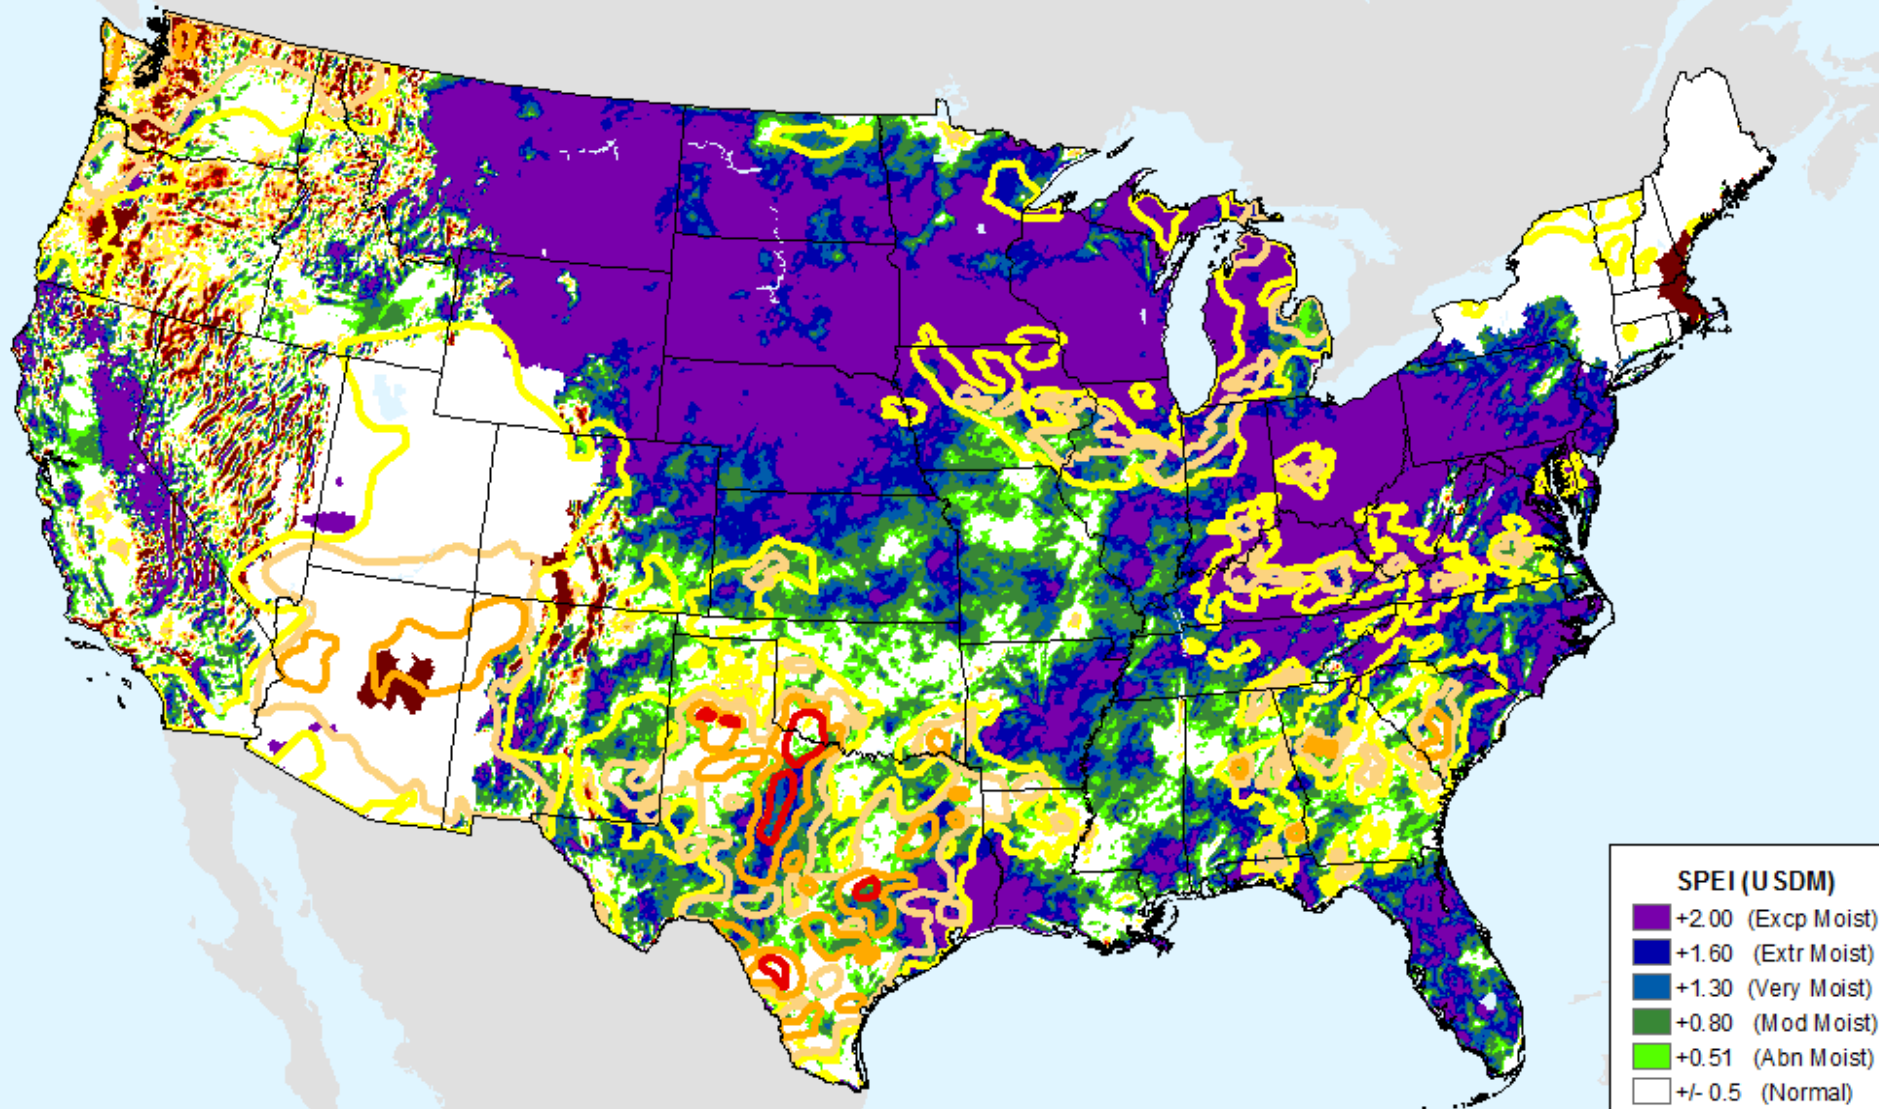 SPEI (USDM)
+2.00 (Excp Moist)
+1.60 (Extr Moist)
+1.30 (Very Moist)
+0.80 (Mod Moist)
+0.51 (Abn Moist)
+/- 0.5 (Normal)